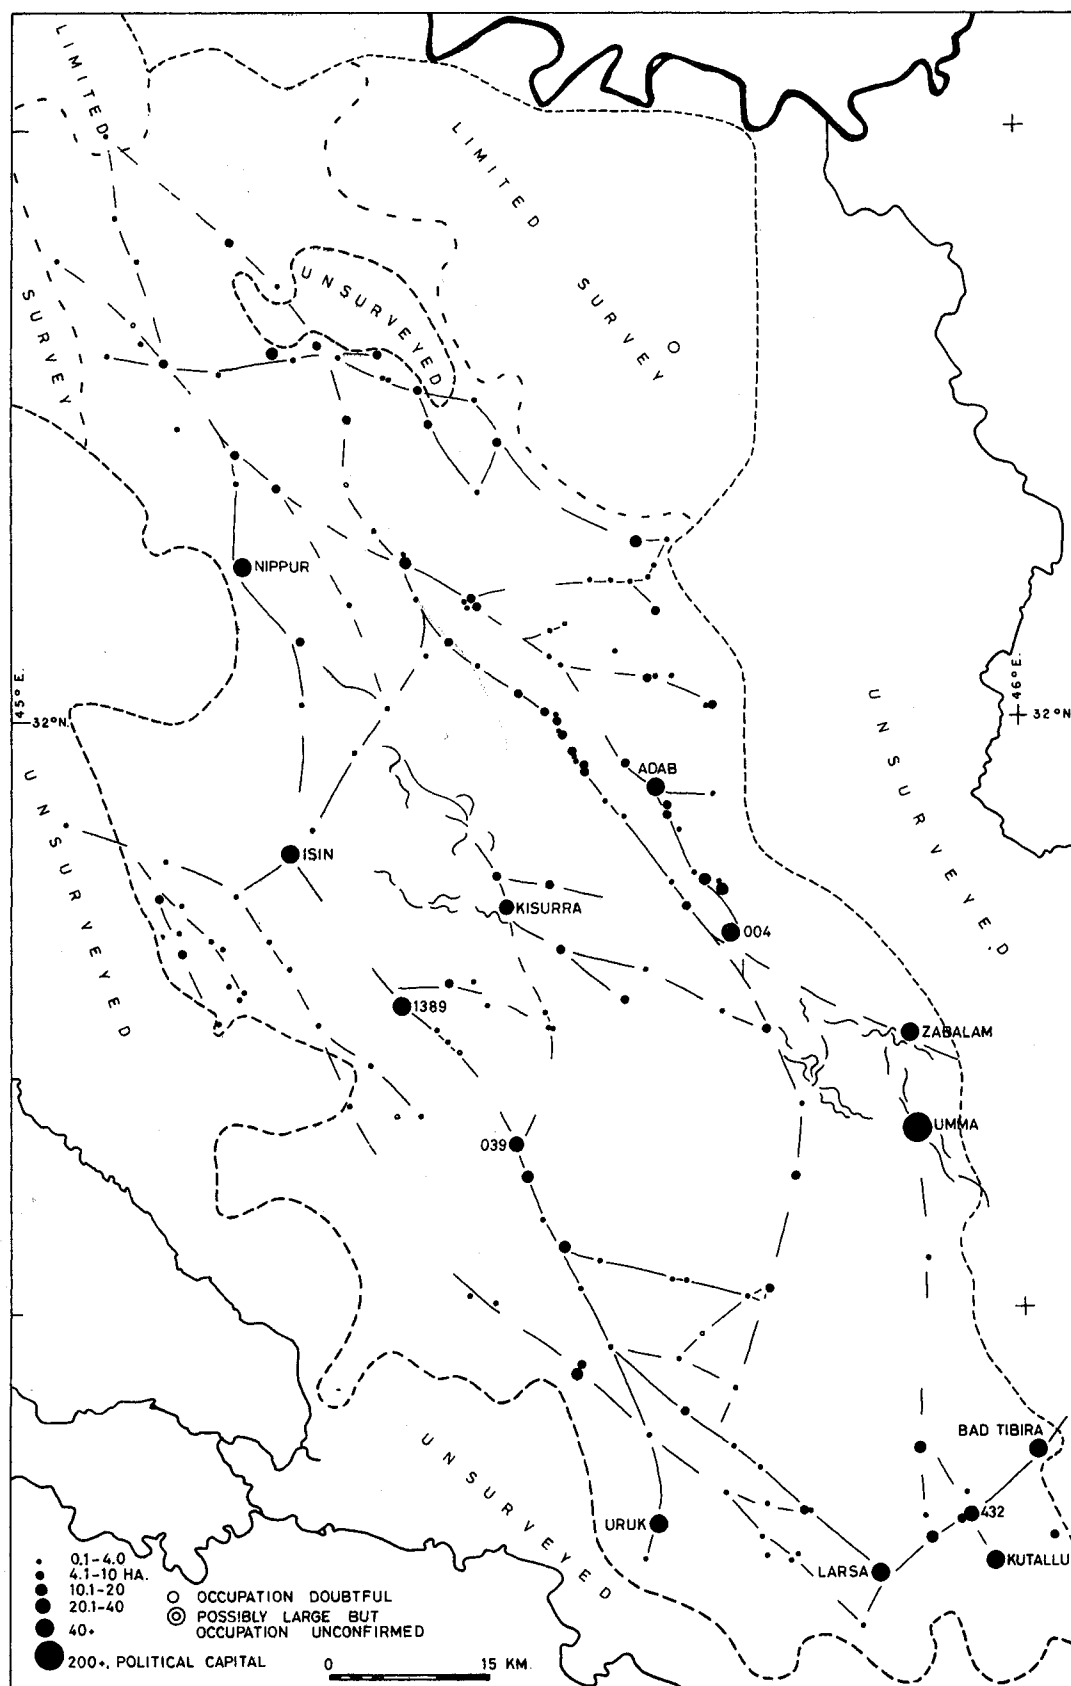 LIMITED
SURVEY
LIMITED
SURVEY
UNSURVEYED
NIPPUR
45° E.
32° N.
46° E.
32° N
UNSURVEYED
UNSURVEYED
ADAB
ISIN
KISURRA
004
1389
ZABALAM
UMMA
039
UNSURVEYED
BAD TIBIRA
432
URUK
KUTALLU
LARSA
0.1-4.0
4.1-10 HA.
10.1-20
20.1-40
40+
200+, POLITICAL CAPITAL
OCCUPATION DOUBTFUL
POSSIBLY LARGE BUT
OCCUPATION UNCONFIRMED
0 15 KM.